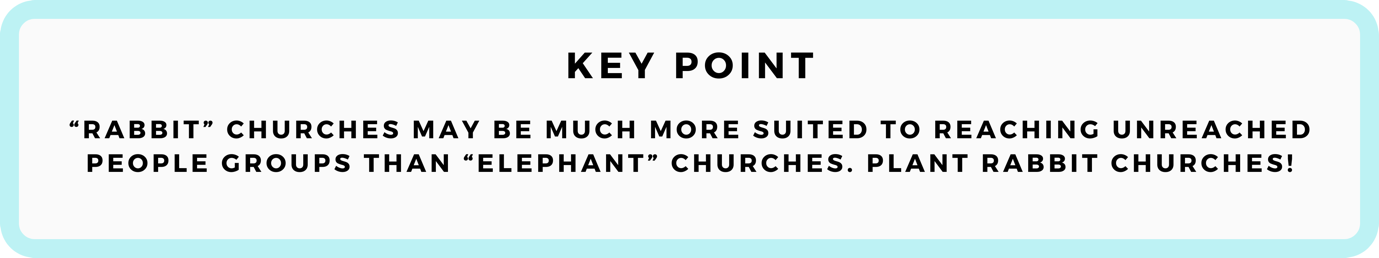 KEY POINT
“RABBIT” CHURCHES MAY BE MUCH MORE SUITED TO REACHING UNREACHED
PEOPLE GROUPS THAN “ELEPHANT” CHURCHES. PLANT RABBIT CHURCHES!